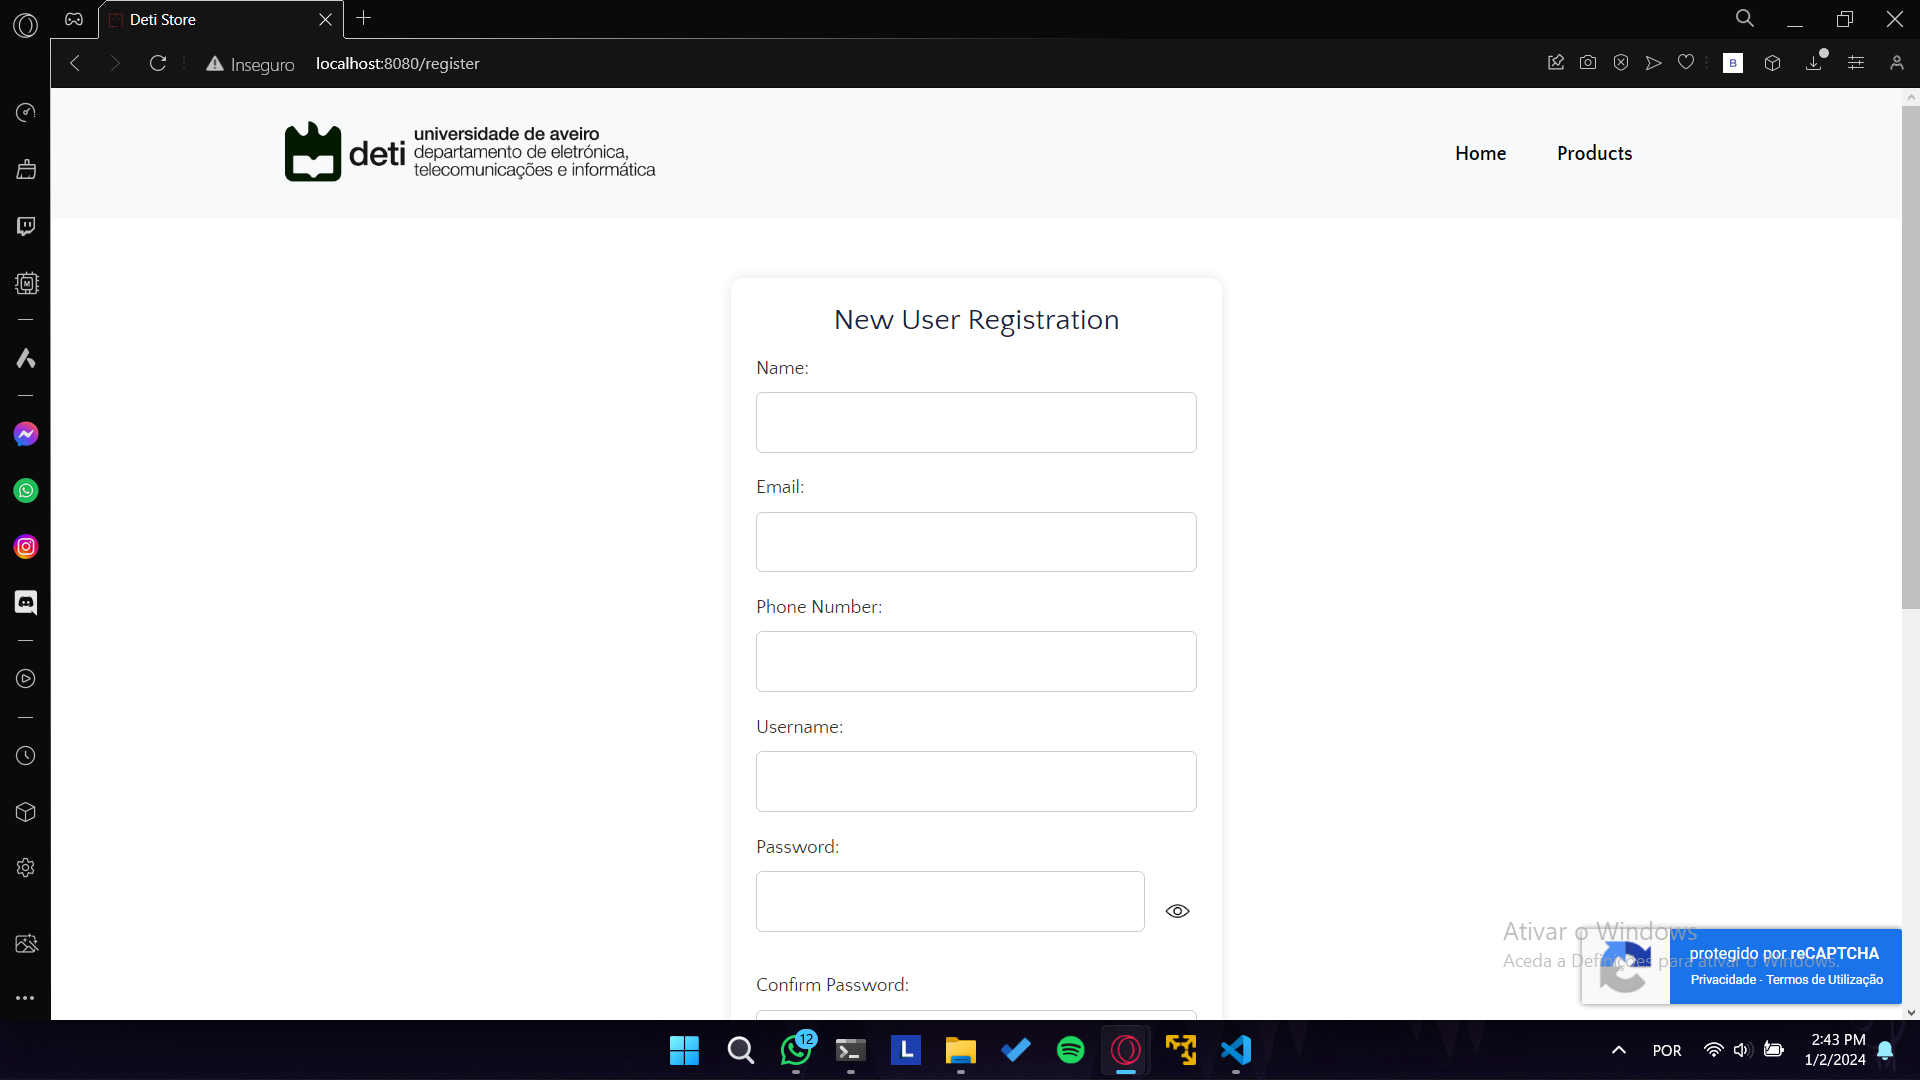 Deti Store
Inseguro
localhost:8080/register
B
deti
universidade de aveiro
departamento de eletrónica,
telecomunicações e informática
Home
Products
New User Registration
Name:
Email:
Phone Number:
Username:
Password:
Confirm Password:
Ativar o Windows
Aceda a Definições para ativar o Windows.
protegido por reCAPTCHA
Privacidade - Termos de Utilização
12
L
POR
2:43 PM
1/2/2024